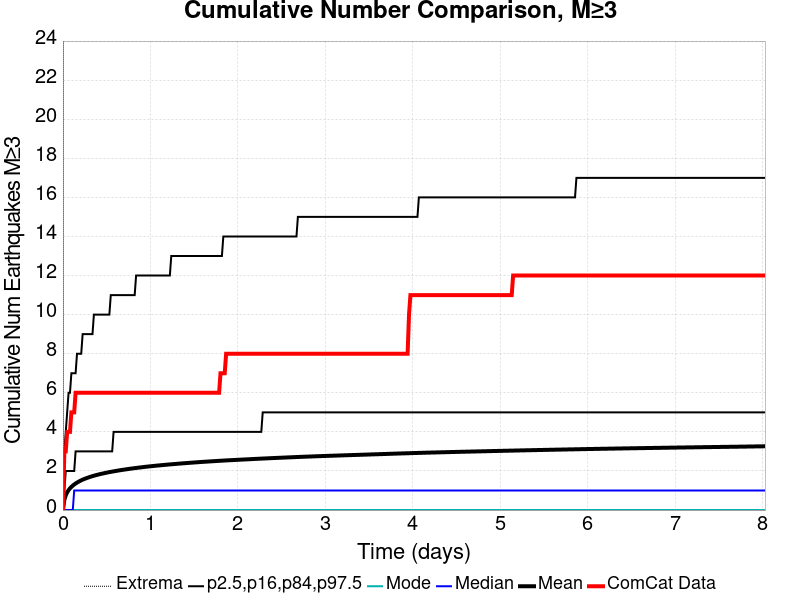 Cumulative Number Comparison, M≥3
Cumulative Num Earthquakes M≥3
24
22
20
18
16
14
12
10
8
6
4
2
0
0 1 2 3 4 5 6 7 8
Time (days)
Extrema p2.5,p16,p84,p97.5 Mode Median Mean ComCat Data